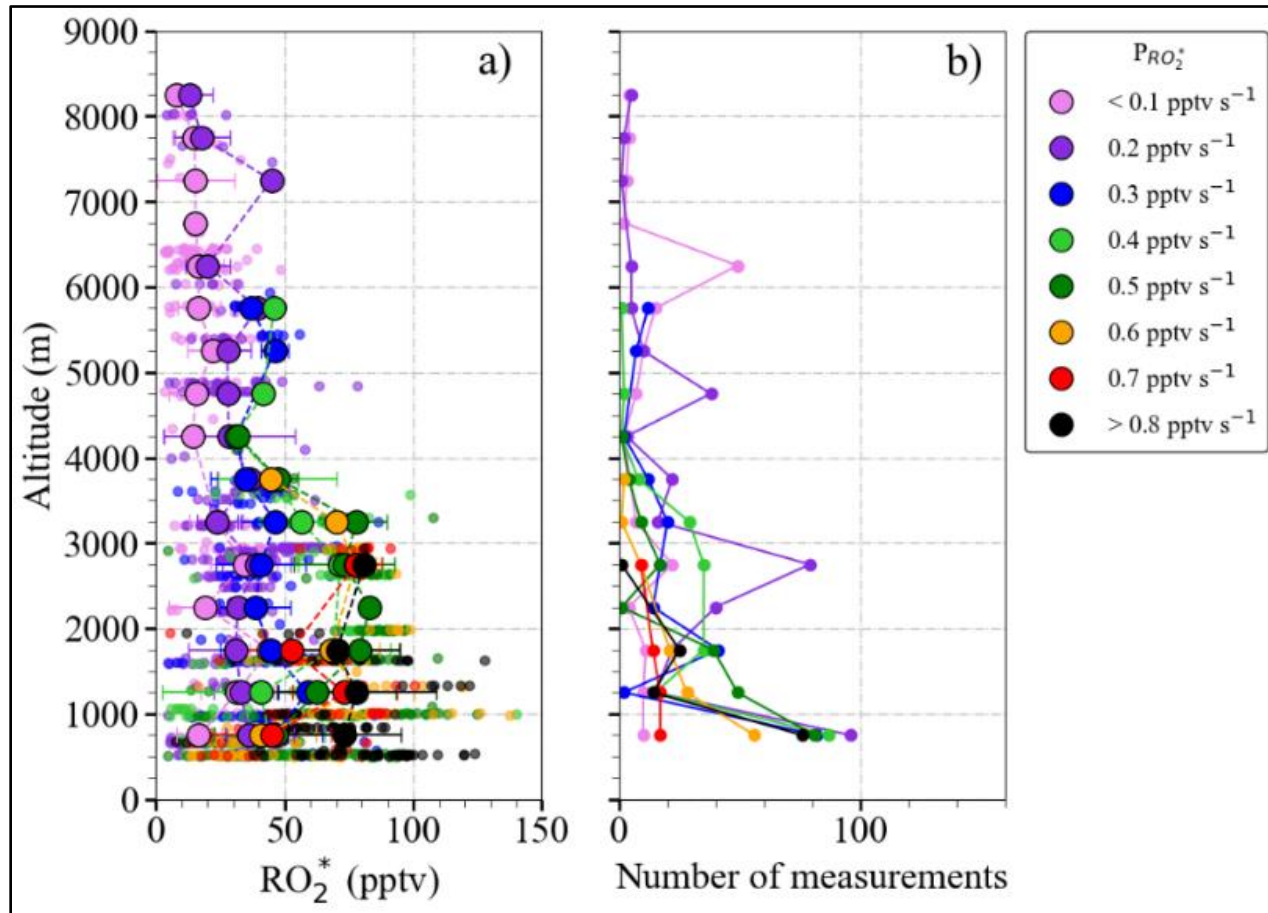 a)
9000
8000
7000
6000
5000
4000
3000
2000
1000
0
Altitude (m)
0 50 100 150
RO₂* (pptv)
b)
0 100
Number of measurements
P_RO₂*
< 0.1 pptv s⁻¹
0.2 pptv s⁻¹
0.3 pptv s⁻¹
0.4 pptv s⁻¹
0.5 pptv s⁻¹
0.6 pptv s⁻¹
0.7 pptv s⁻¹
> 0.8 pptv s⁻¹